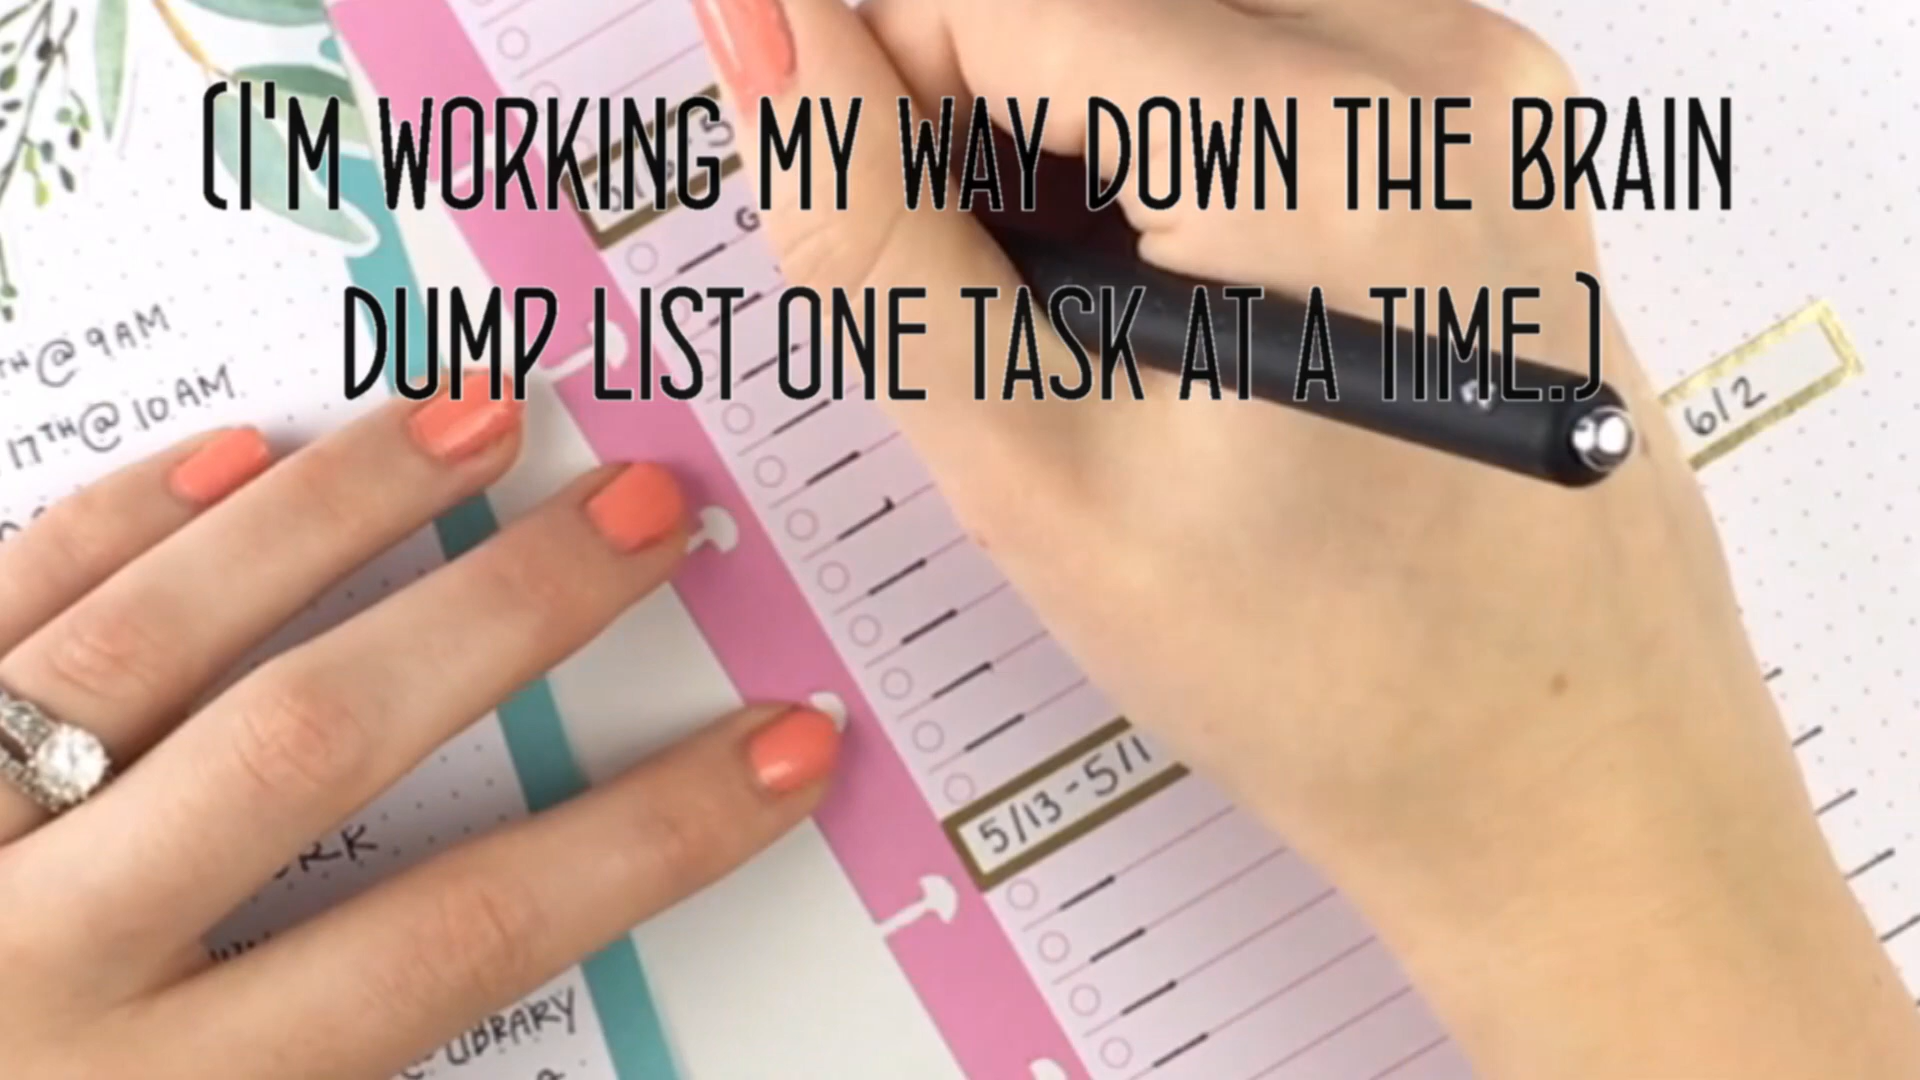 (I'M WORKING MY WAY DOWN THE BRAIN
DUMP LIST ONE TASK AT A TIME.)
TH@ 9AM
17TH@ 10AM
6/2
5/13-5/1
LIBRARY